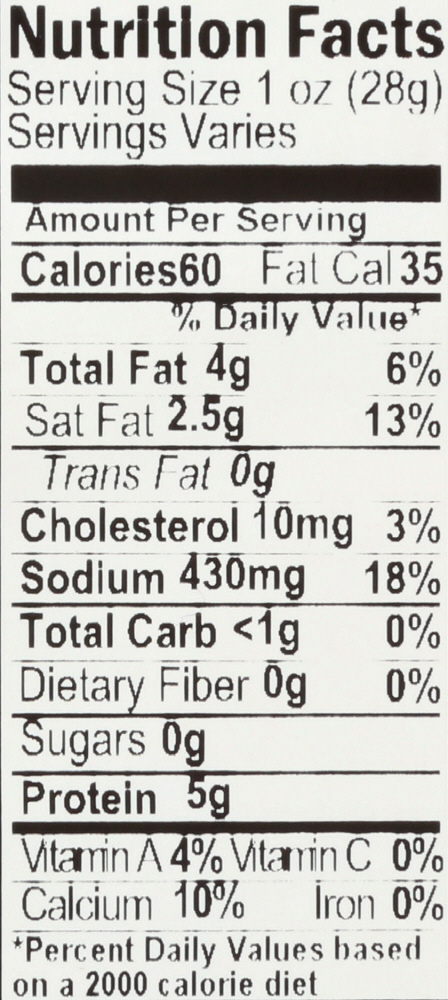 Nutrition Facts
Serving Size 1 oz (28g)
Servings Varies
Amount Per Serving
Calories60 Fat Cal 35
% Daily Value*
Total Fat 4g 6%
Sat Fat 2.5g 13%
Trans Fat 0g
Cholesterol 10mg 3%
Sodium 430mg 18%
Total Carb <1g 0%
Dietary Fiber 0g 0%
Sugars 0g
Protein 5g
Vitamin A 4% Vitamin C 0%
Calcium 10% Iron 0%
*Percent Daily Values based
on a 2000 calorie diet